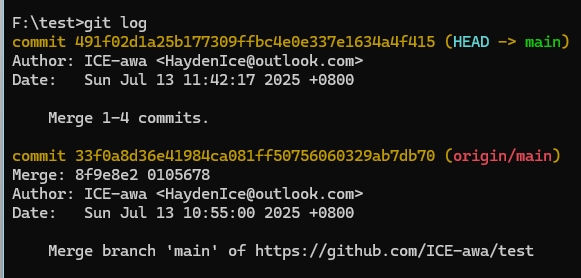 F:\test>git log
commit 491f02d1a25b177309ffbc4e0e337e1634a4f415 (HEAD -> main)
Author: ICE-awa <HaydenIce@outlook.com>
Date:   Sun Jul 13 11:42:17 2025 +0800
    Merge 1-4 commits.
commit 33f0a8d36e41984ca081ff50756060329ab7db70 (origin/main)
Merge: 8f9e8e2 0105678
Author: ICE-awa <HaydenIce@outlook.com>
Date:   Sun Jul 13 10:55:00 2025 +0800
    Merge branch 'main' of https://github.com/ICE-awa/test